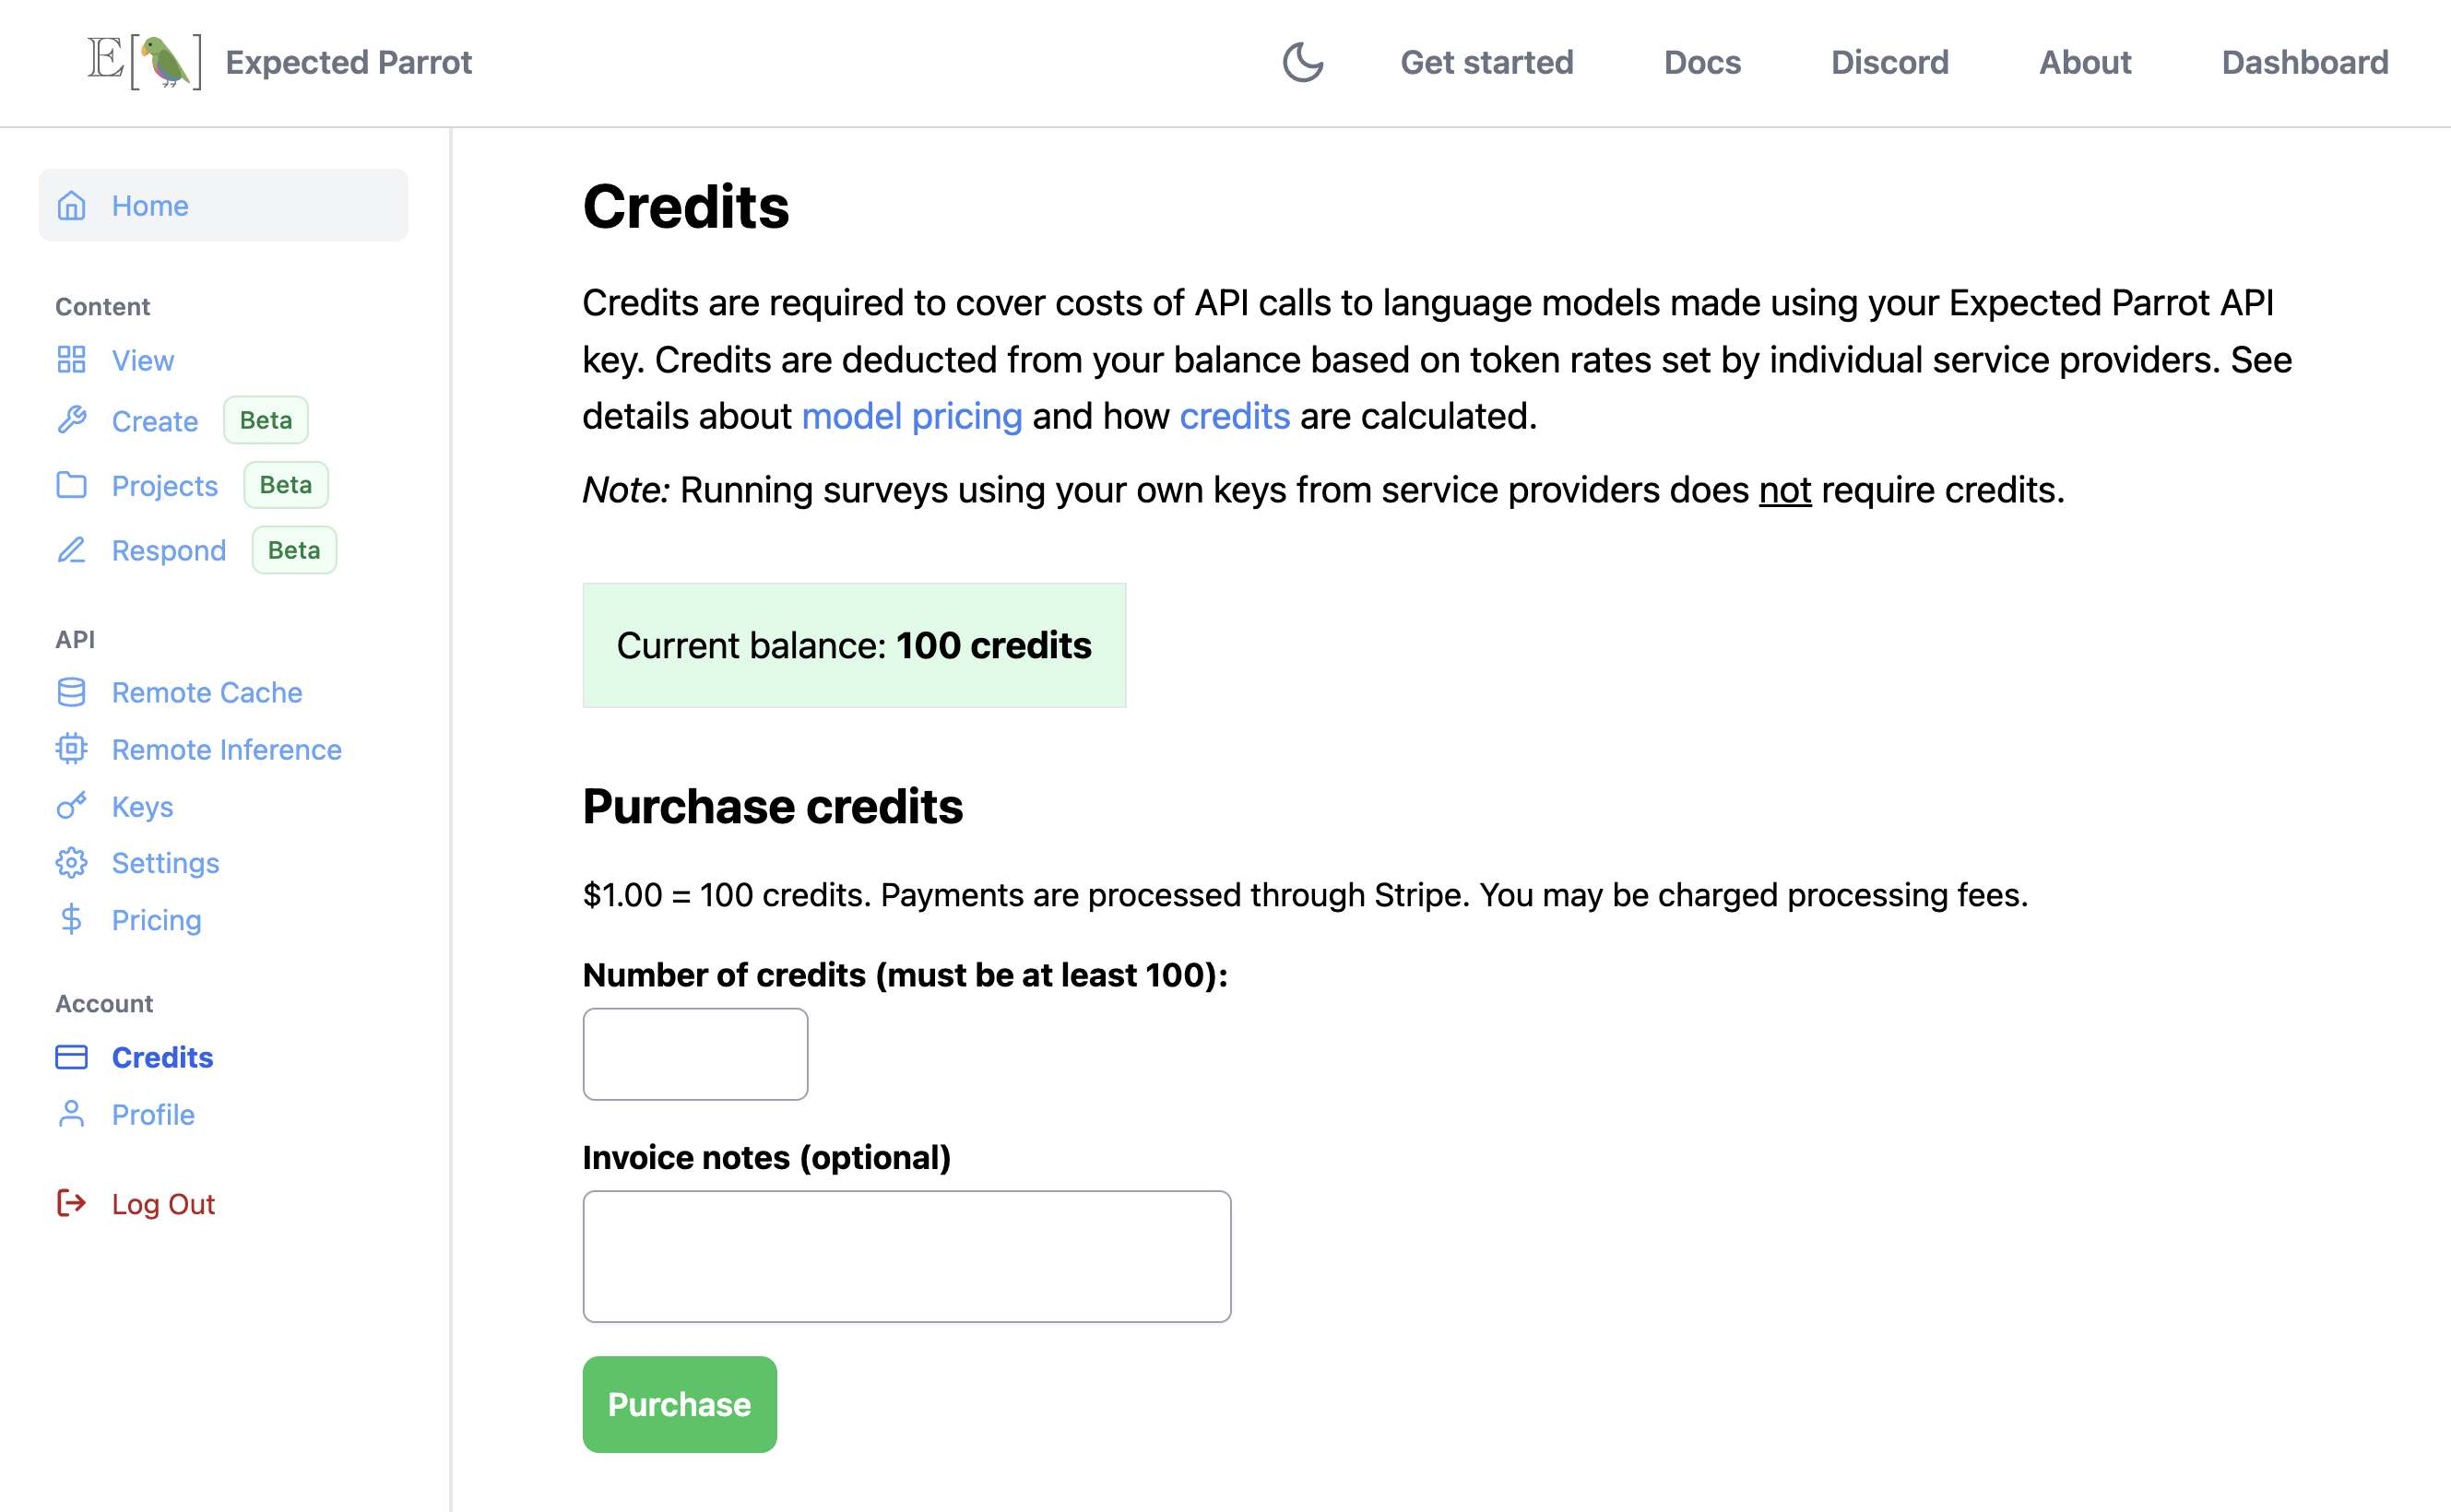 E[] Expected Parrot
Get started
Docs
Discord
About
Dashboard
Home
Content
View
Create Beta
Projects Beta
Respond Beta
API
Remote Cache
Remote Inference
Keys
Settings
Pricing
Account
Credits
Profile
Log Out
Credits
Credits are required to cover costs of API calls to language models made using your Expected Parrot API
key. Credits are deducted from your balance based on token rates set by individual service providers. See
details about model pricing and how credits are calculated.
Note: Running surveys using your own keys from service providers does not require credits.
Current balance: 100 credits
Purchase credits
$1.00 = 100 credits. Payments are processed through Stripe. You may be charged processing fees.
Number of credits (must be at least 100):
Invoice notes (optional)
Purchase